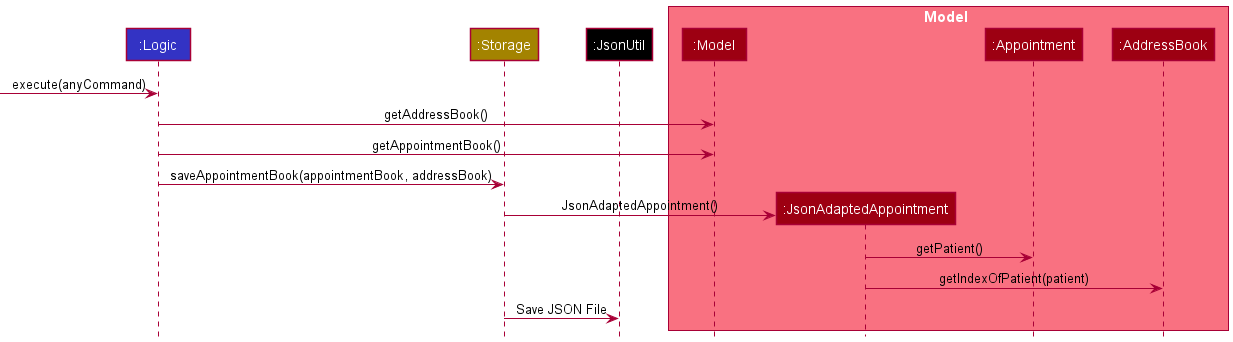 Model
:Logic
:Storage
:JsonUtil
:Model
:Appointment
:AddressBook
execute(anyCommand)
getAddressBook()
getAppointmentBook()
saveAppointmentBook(appointmentBook, addressBook)
JsonAdaptedAppointment()
:JsonAdaptedAppointment
getPatient()
getIndexOfPatient(patient)
Save JSON File